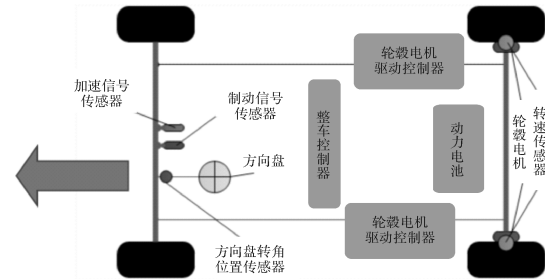 轮毂电机
驱动控制器
加速信号
传感器
制动信号
传感器
方向盘
整车控制器
动力电池
轮毂电机
转速传感器
方向盘转角
位置传感器
轮毂电机
驱动控制器